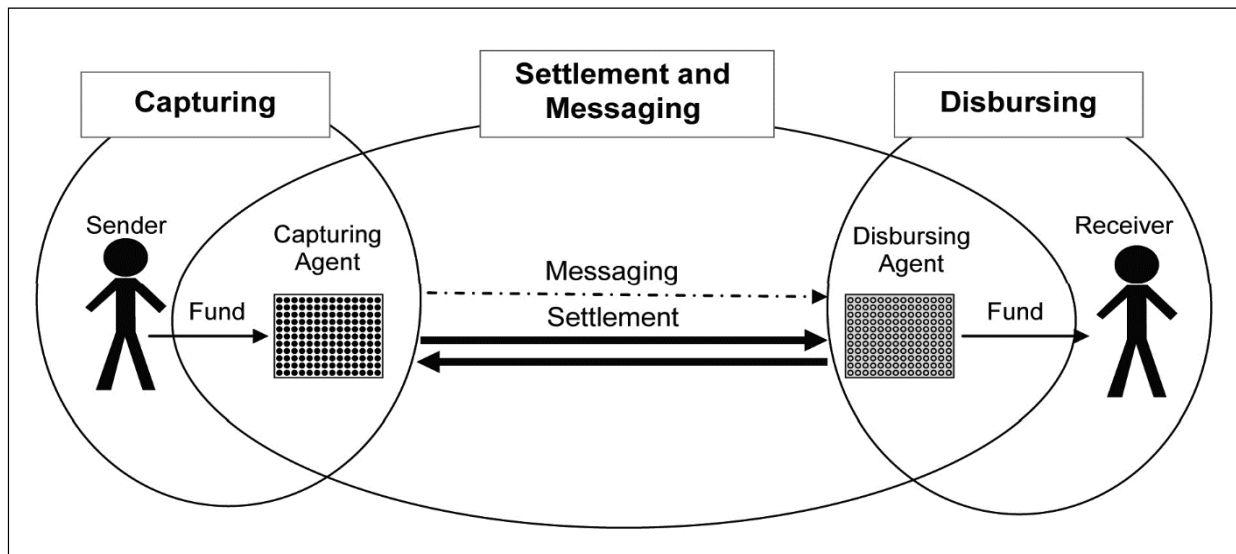 Capturing
Settlement and
Messaging
Disbursing
Sender
Capturing
Agent
Fund
Messaging
Settlement
Disbursing
Agent
Fund
Receiver